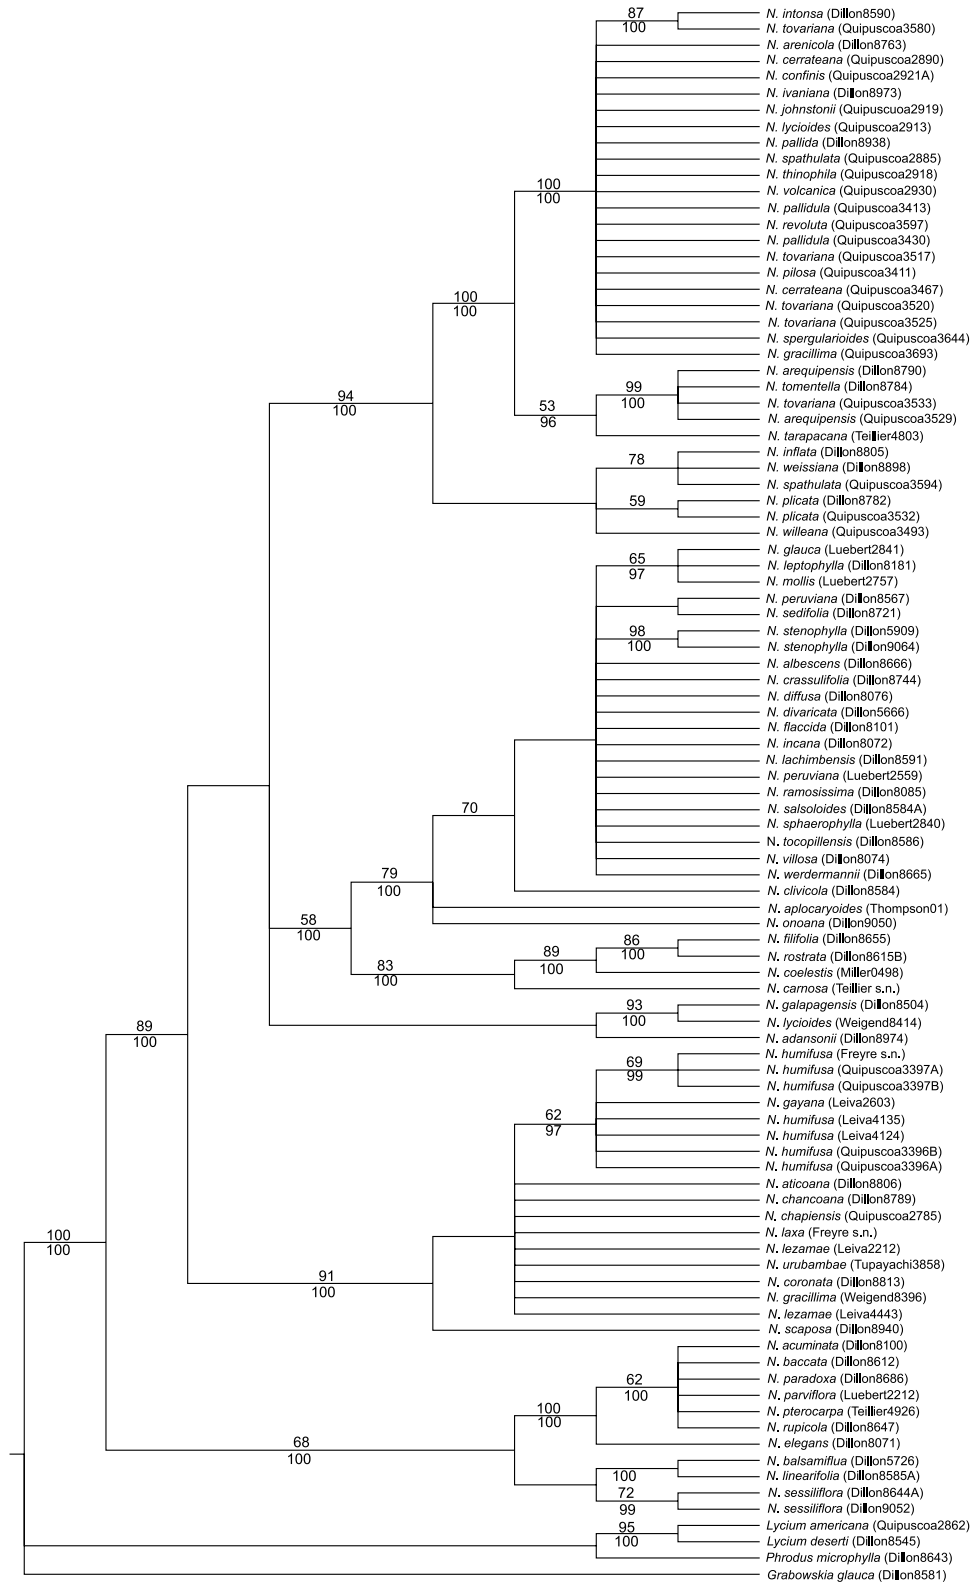 87
N. intonsa (Dillon8590)
100
N. tovariana (Quipuscoa3580)
N. arenicola (Dillon8763)
N. cerrateana (Quipuscoa2890)
N. confinis (Quipuscoa2921A)
N. ivaniana (Dillon8973)
N. johnstonii (Quipuscuoa2919)
N. lycioides (Quipuscoa2913)
N. pallida (Dillon8938)
N. spathulata (Quipuscoa2885)
N. thinophila (Quipuscoa2918)
100
100
N. volcanica (Quipuscoa2930)
N. pallidula (Quipuscoa3413)
N. revoluta (Quipuscoa3597)
N. pallidula (Quipuscoa3430)
N. tovariana (Quipuscoa3517)
N. pilosa (Quipuscoa3411)
N. cerrateana (Quipuscoa3467)
100
100
N. tovariana (Quipuscoa3520)
N. tovariana (Quipuscoa3525)
N. spergularioides (Quipuscoa3644)
N. gracillima (Quipuscoa3693)
N. arequipensis (Dillon8790)
99
N. tomentella (Dillon8784)
100
94
100
N. tovariana (Quipuscoa3533)
53
96
N. arequipensis (Quipuscoa3529)
N. tarapacana (Teillier4803)
N. inflata (Dillon8805)
78
N. weissiana (Dillon8898)
N. spathulata (Quipuscoa3594)
59
N. plicata (Dillon8782)
N. plicata (Quipuscoa3532)
N. willeana (Quipuscoa3493)
N. glauca (Luebert2841)
65
97
N. leptophylla (Dillon8181)
N. mollis (Luebert2757)
N. peruviana (Dillon8567)
N. sedifolia (Dillon8721)
98
N. stenophylla (Dillon5909)
100
N. stenophylla (Dillon9064)
N. albescens (Dillon8666)
N. crassulifolia (Dillon8744)
N. diffusa (Dillon8076)
N. divaricata (Dillon5666)
N. flaccida (Dillon8101)
N. incana (Dillon8072)
N. lachimbensis (Dillon8591)
N. peruviana (Luebert2559)
N. ramosissima (Dillon8085)
70
N. salsoloides (Dillon8584A)
N. sphaerophylla (Luebert2840)
N. tocopillensis (Dillon8586)
N. villosa (Dillon8074)
N. werdermannii (Dillon8665)
79
100
N. clivicola (Dillon8584)
N. aplocaryoides (Thompson01)
58
100
N. onoana (Dillon9050)
86
N. filifolia (Dillon8655)
100
N. rostrata (Dillon8615B)
89
100
83
100
N. coelestis (Miller0498)
N. carnosa (Teillier s.n.)
93
N. galapagensis (Dillon8504)
100
N. lycioides (Weigend8414)
89
100
N. adansonii (Dillon8974)
N. humifusa (Freyre s.n.)
69
99
N. humifusa (Quipuscoa3397A)
N. humifusa (Quipuscoa3397B)
N. gayana (Leiva2603)
62
97
N. humifusa (Leiva4135)
N. humifusa (Leiva4124)
N. humifusa (Quipuscoa3396B)
N. humifusa (Quipuscoa3396A)
N. aticoana (Dillon8806)
N. chancoana (Dillon8789)
N. chapiensis (Quipuscoa2785)
100
100
N. laxa (Freyre s.n.)
N. lezamae (Leiva2212)
N. urubambae (Tupayachi3858)
91
100
N. coronata (Dillon8813)
N. gracillima (Weigend8396)
N. lezamae (Leiva4443)
N. scaposa (Dillon8940)
N. acuminata (Dillon8100)
N. baccata (Dillon8612)
62
100
N. paradoxa (Dillon8686)
N. parviflora (Luebert2212)
100
100
N. pterocarpa (Teillier4926)
N. rupicola (Dillon8647)
68
100
N. elegans (Dillon8071)
N. balsamiflua (Dillon5726)
100
N. linearifolia (Dillon8585A)
72
N. sessiliflora (Dillon8644A)
99
N. sessiliflora (Dillon9052)
95
Lycium americana (Quipuscoa2862)
100
Lycium deserti (Dillon8545)
Phrodus microphylla (Dillon8643)
Grabowskia glauca (Dillon8581)